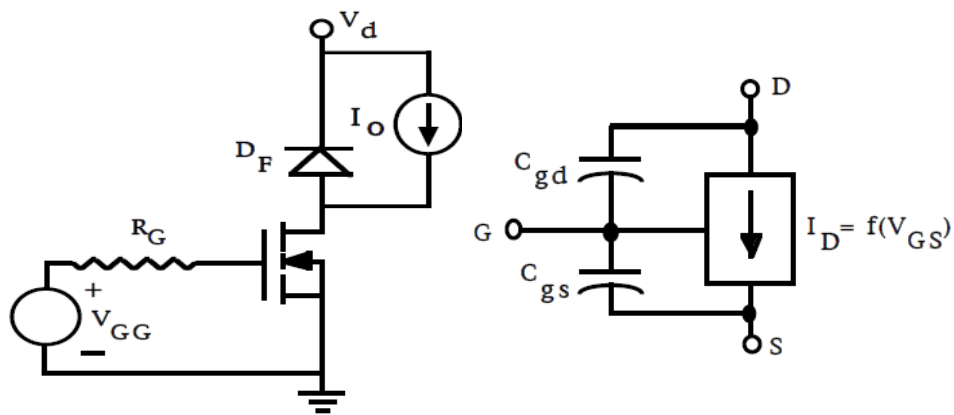 V_d
I_o
D_F
R_G
+
V_GG
−
D
C_gd
G
I_D = f(V_GS)
C_gs
S